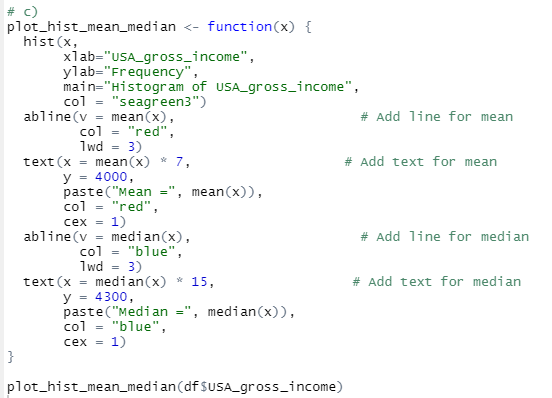 # c)
plot_hist_mean_median <- function(x) {
  hist(x,
       xlab="USA_gross_income",
       ylab="Frequency",
       main="Histogram of USA_gross_income",
       col = "seagreen3")
  abline(v = mean(x),                       # Add line for mean
         col = "red",
         lwd = 3)
  text(x = mean(x) * 7,                   # Add text for mean
       y = 4000,
       paste("Mean =", mean(x)),
       col = "red",
       cex = 1)
  abline(v = median(x),                     # Add line for median
         col = "blue",
         lwd = 3)
  text(x = median(x) * 15,                 # Add text for median
       y = 4300,
       paste("Median =", median(x)),
       col = "blue",
       cex = 1)
}

plot_hist_mean_median(df$USA_gross_income)